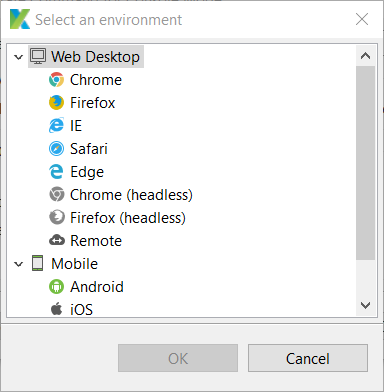 Select an environment
Web Desktop
Chrome
Firefox
IE
Safari
Edge
Chrome (headless)
Firefox (headless)
Remote
Mobile
Android
iOS
OK
Cancel